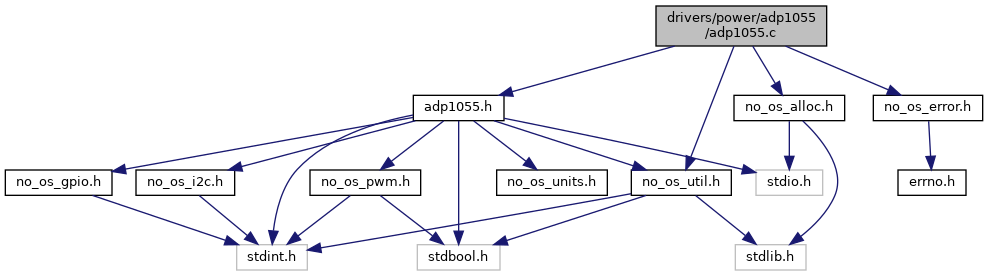 drivers/power/adp1055
/adp1055.c
adp1055.h
no_os_alloc.h
no_os_error.h
no_os_gpio.h
no_os_i2c.h
no_os_pwm.h
no_os_units.h
no_os_util.h
stdio.h
errno.h
stdint.h
stdbool.h
stdlib.h